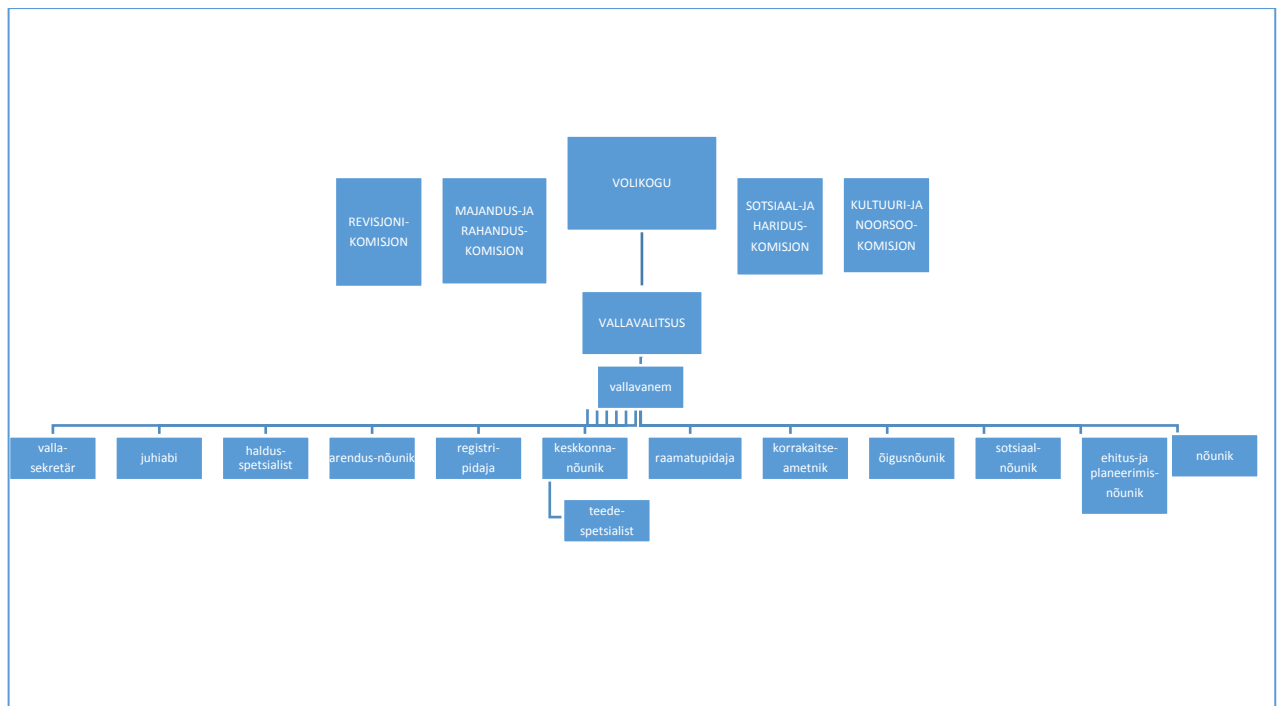 VOLIKOGU
REVISJONI-
KOMISJON
MAJANDUS-JA
RAHANDUS-
KOMISJON
SOTSIAAL-JA
HARIDUS-
KOMISJON
KULTUURI-JA
NOORSOO-
KOMISJON
VALLAVALITSUS
vallavanem
valla-
sekretär
juhiabi
haldus-
spetsialist
arendus-nõunik
registri-
pidaja
keskkonna-
nõunik
raamatupidaja
korrakaitse-
ametnik
õigusnõunik
sotsiaal-
nõunik
ehitus-ja
planeerimis-
nõunik
nõunik
teede-
spetsialist